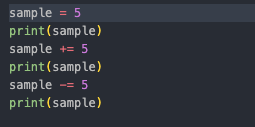 sample = 5
print(sample)
sample += 5
print(sample)
sample -= 5
print(sample)